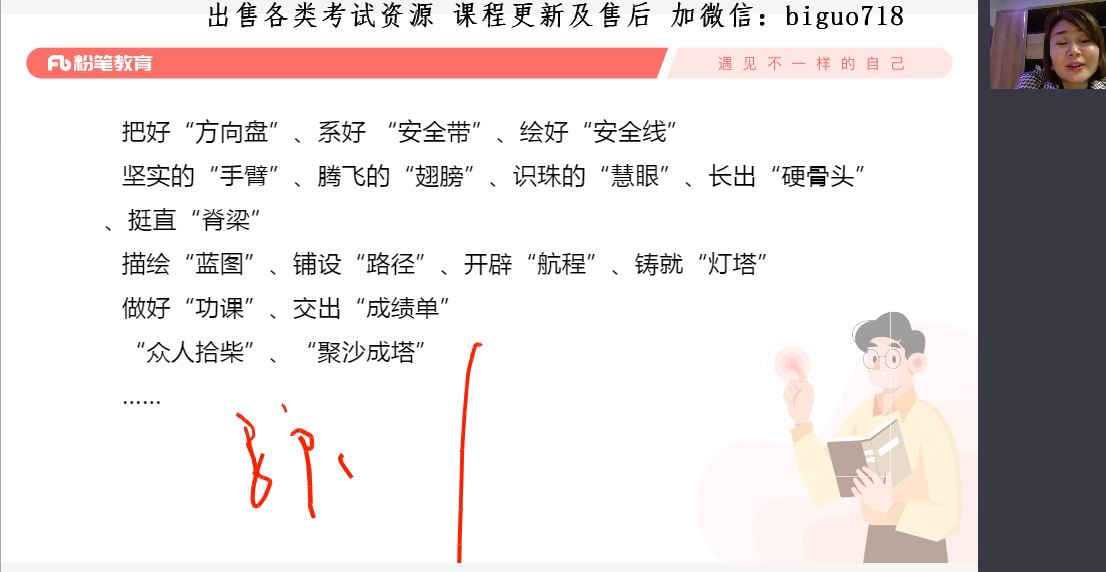 出售各类考试资源 课程更新及售后 加微信：biguo718
粉笔教育
遇见不一样的自己
把好“方向盘”、系好 “安全带”、绘好“安全线”
坚实的“手臂”、腾飞的“翅膀”、识珠的“慧眼”、长出“硬骨头”
、挺直“脊梁”
描绘“蓝图”、铺设“路径”、开辟“航程”、铸就“灯塔”
做好“功课”、交出“成绩单”
“众人拾柴”、 “聚沙成塔”
……